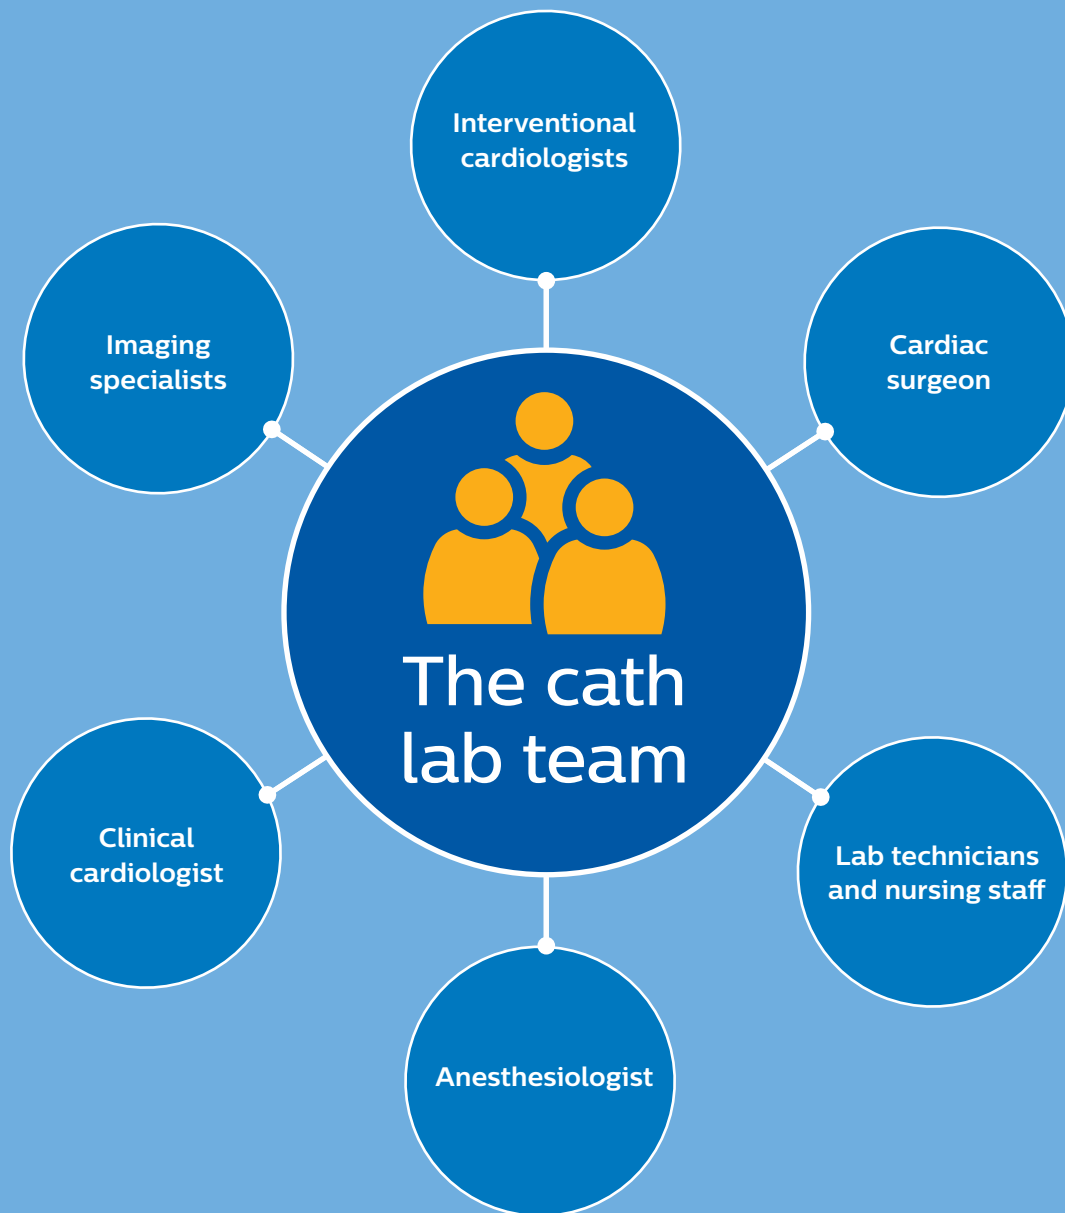 Interventional
cardiologists
Imaging
specialists
Cardiac
surgeon
The cath
lab team
Clinical
cardiologist
Lab technicians
and nursing staff
Anesthesiologist